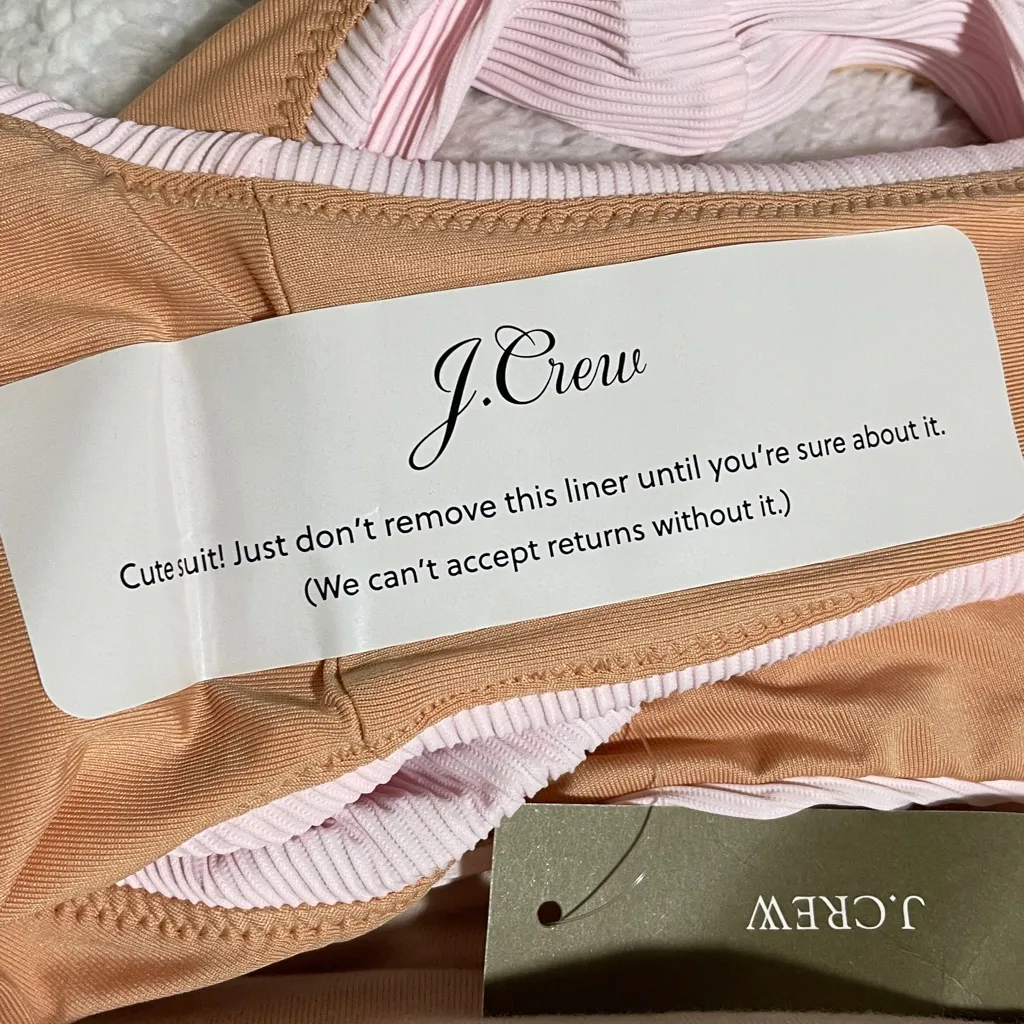 J.Crew
Cute suit! Just don't remove this liner until you're sure about it.
(We can't accept returns without it.)
J.CREW